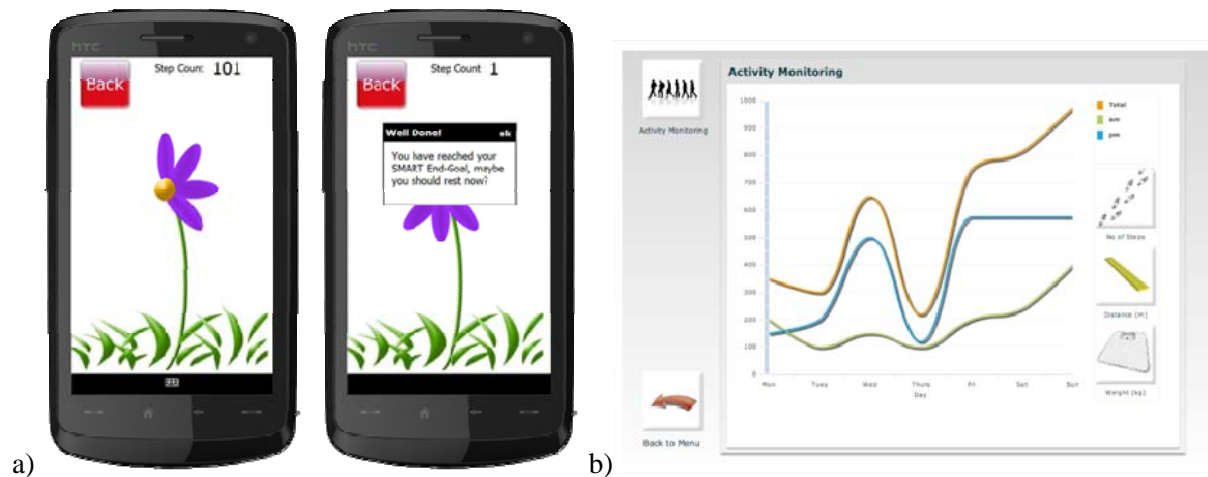 hTC
Back
Step Count 101
hTC
Back
Step Count 1
Well Done!
ok
You have reached your
SMART End-Goal, maybe
you should rest now?
a)
b)
Activity Monitoring
Activity Monitoring
1000
900
800
700
600
500
400
300
200
100
0
Mon
Tues
Wed
Thurs
Fri
Sat
Sun
Day
Total
am
pm
No of Steps
Distance (m)
Weight (kg)
Back to Menu